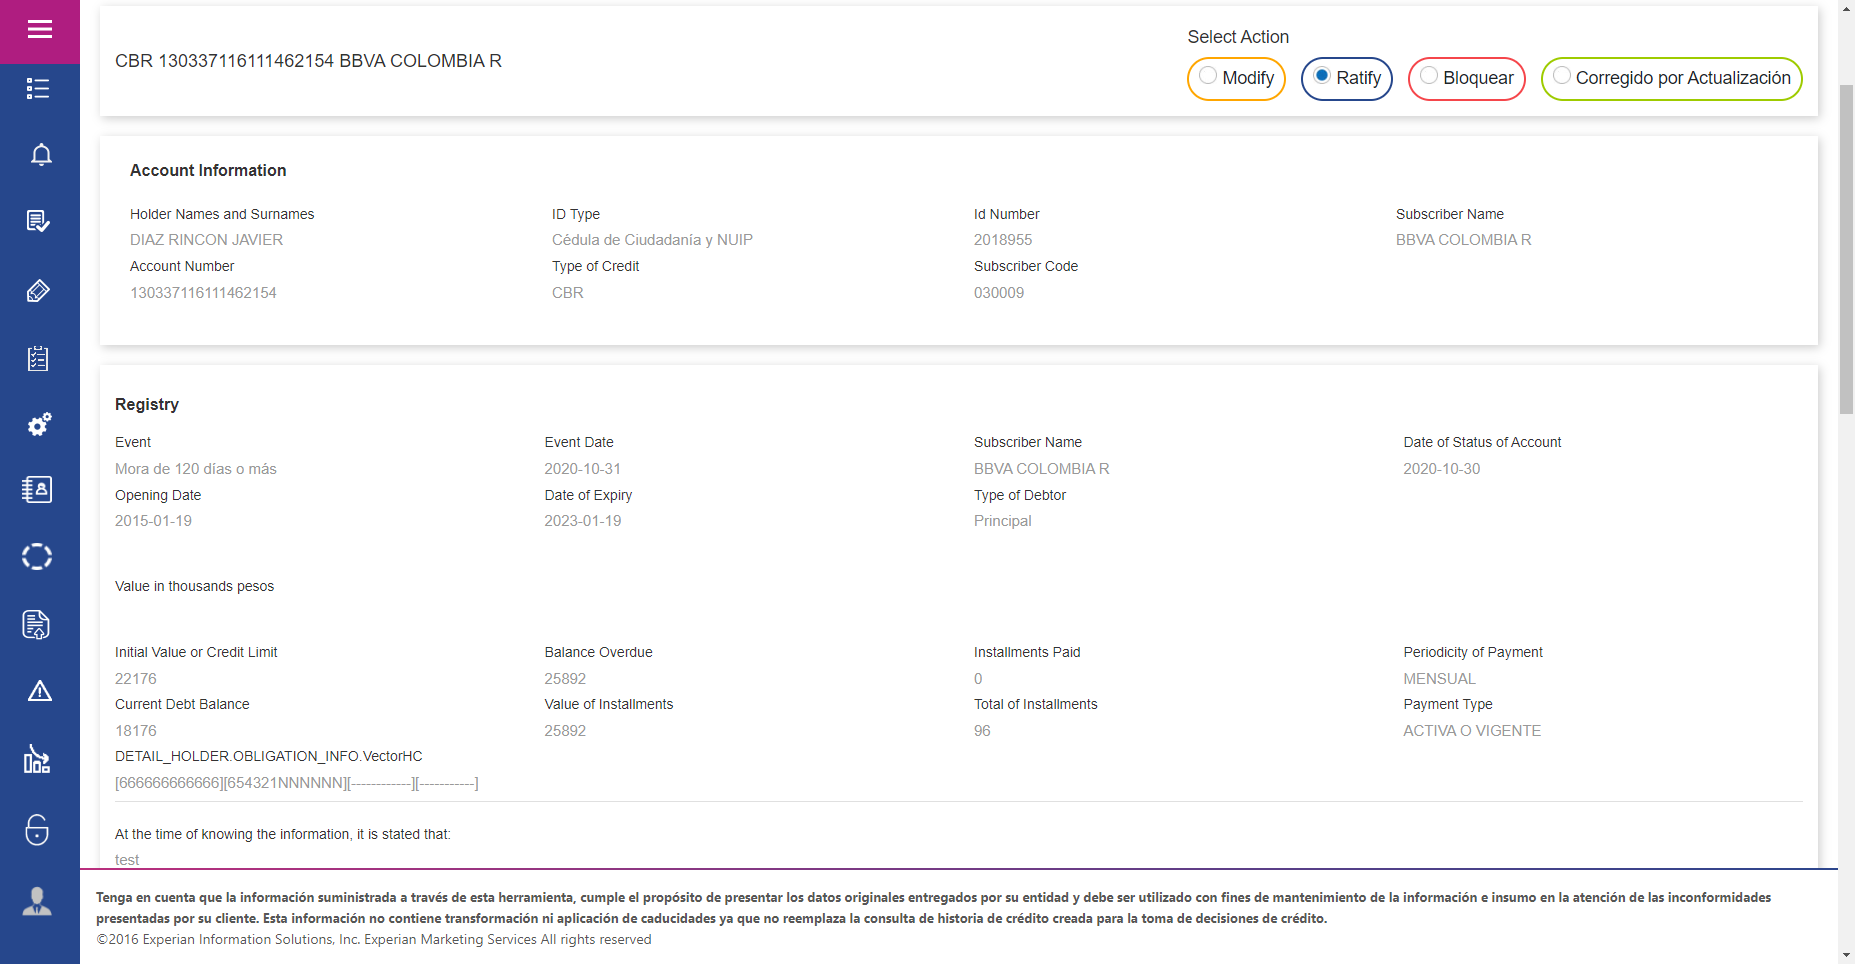 CBR 130337116111462154 BBVA COLOMBIA R
Select Action
Modify
Ratify
Bloquear
Corregido por Actualización
Account Information
Holder Names and Surnames
ID Type
Id Number
Subscriber Name
DIAZ RINCON JAVIER
Cédula de Ciudadanía y NUIP
2018955
BBVA COLOMBIA R
Account Number
Type of Credit
Subscriber Code
130337116111462154
CBR
030009
Registry
Event
Event Date
Subscriber Name
Date of Status of Account
Mora de 120 días o más
2020-10-31
BBVA COLOMBIA R
2020-10-30
Opening Date
Date of Expiry
Type of Debtor
2015-01-19
2023-01-19
Principal
Value in thousands pesos
Initial Value or Credit Limit
Balance Overdue
Installments Paid
Periodicity of Payment
22176
25892
0
MENSUAL
Current Debt Balance
Value of Installments
Total of Installments
Payment Type
18176
25892
96
ACTIVA O VIGENTE
DETAIL_HOLDER.OBLIGATION_INFO.VectorHC
[666666666666][654321NNNNNN][------------][-----------]
At the time of knowing the information, it is stated that:
test
Tenga en cuenta que la información suministrada a través de esta herramienta, cumple el propósito de presentar los datos originales entregados por su entidad y debe ser utilizado con fines de mantenimiento de la información e insumo en la atención de las inconformidades
presentadas por su cliente. Esta información no contiene transformación ni aplicación de caducidades ya que no reemplaza la consulta de historia de crédito creada para la toma de decisiones de crédito.
©2016 Experian Information Solutions, Inc. Experian Marketing Services All rights reserved